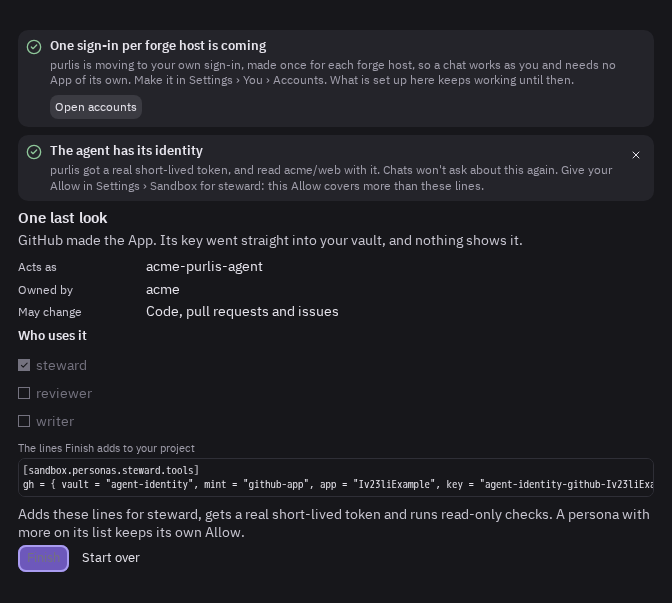 One sign-in per forge host is coming
purlis is moving to your own sign-in, made once for each forge host, so a chat works as you and needs no
App of its own. Make it in Settings › You › Accounts. What is set up here keeps working until then.
Open accounts
The agent has its identity
purlis got a real short-lived token, and read acme/web with it. Chats won't ask about this again. Give your
Allow in Settings › Sandbox for steward: this Allow covers more than these lines.
One last look
GitHub made the App. Its key went straight into your vault, and nothing shows it.
Acts as acme-purlis-agent
Owned by acme
May change Code, pull requests and issues
Who uses it
steward
reviewer
writer
The lines Finish adds to your project
[sandbox.personas.steward.tools]
gh = { vault = "agent-identity", mint = "github-app", app = "Iv23liExample", key = "agent-identity-github-Iv23liExa
Adds these lines for steward, gets a real short-lived token and runs read-only checks. A persona with
more on its list keeps its own Allow.
Finish Start over